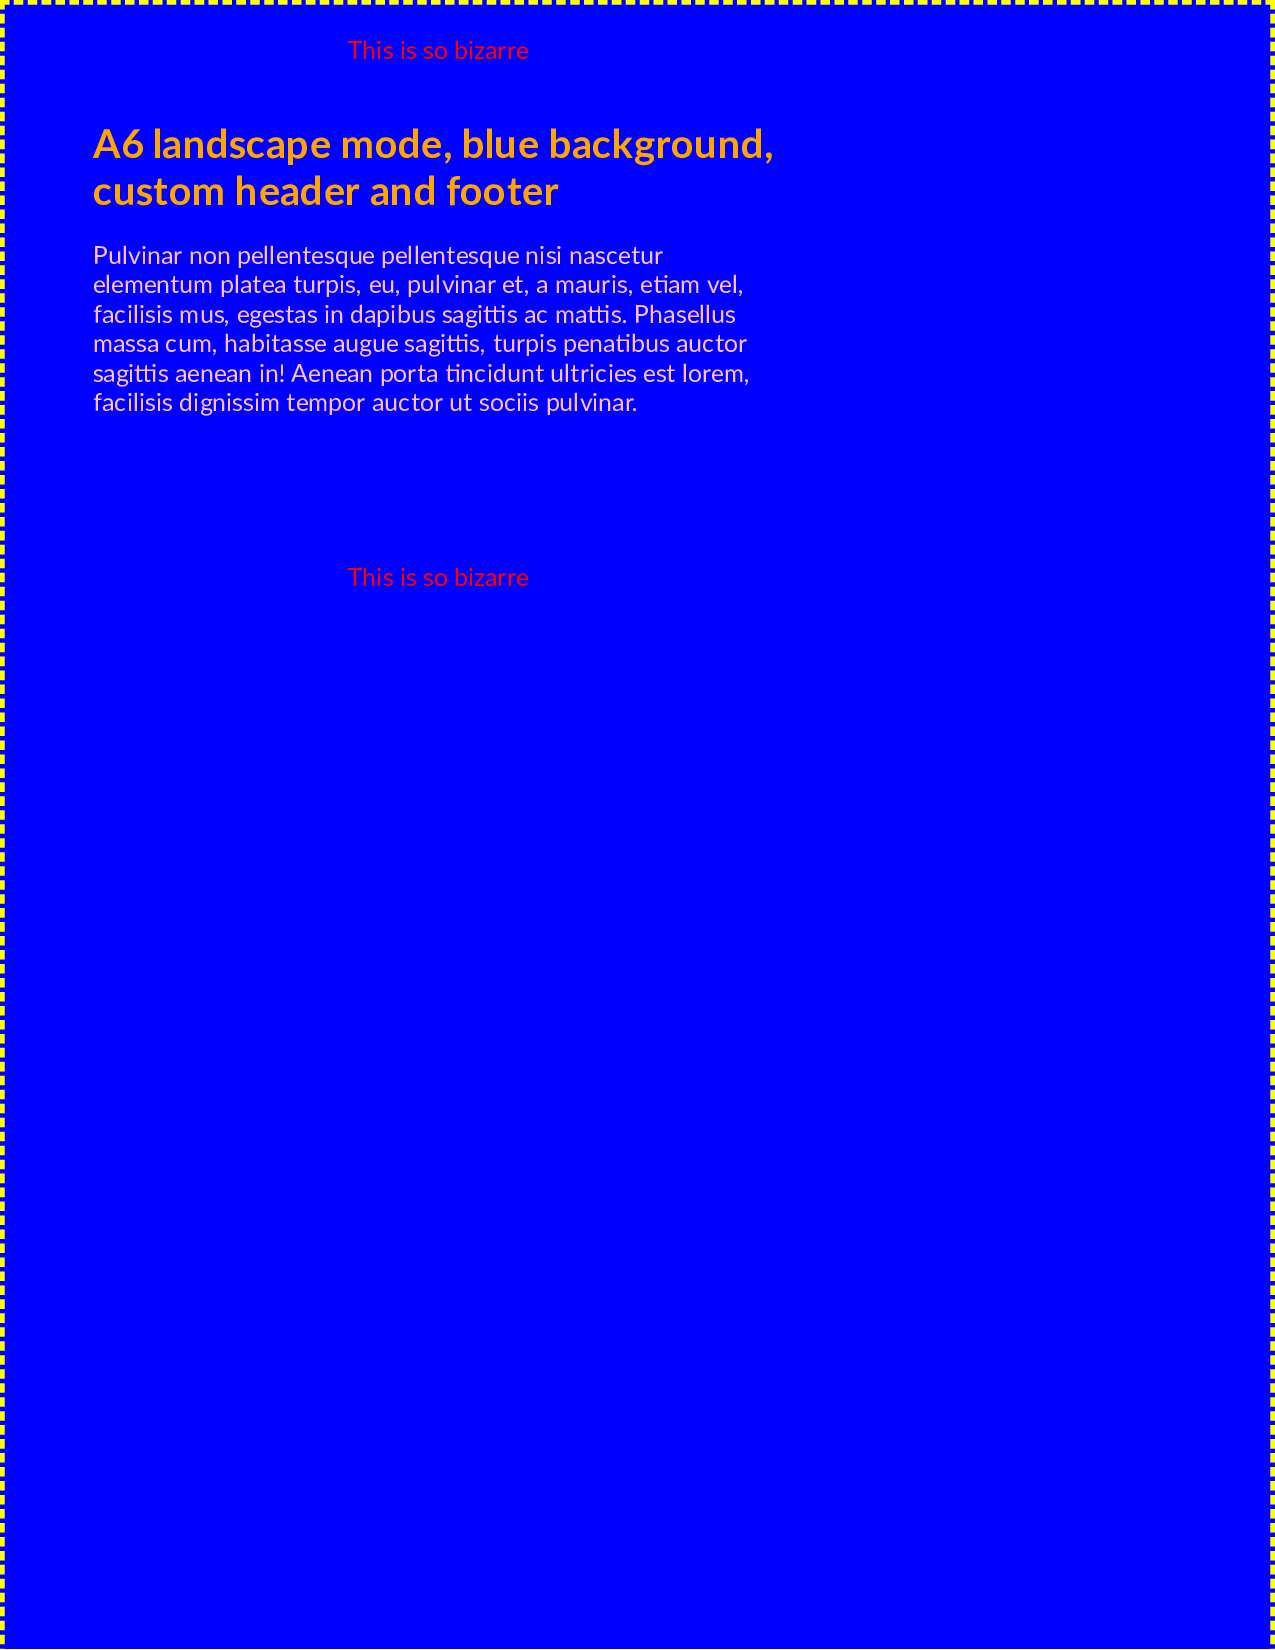 This is so bizarre
A6 landscape mode, blue background,
custom header and footer
Pulvinar non pellentesque pellentesque nisi nascetur
elementum platea turpis, eu, pulvinar et, a mauris, etiam vel,
facilisis mus, egestas in dapibus sagittis ac mattis. Phasellus
massa cum, habitasse augue sagittis, turpis penatibus auctor
sagittis aenean in! Aenean porta tincidunt ultricies est lorem,
facilisis dignissim tempor auctor ut sociis pulvinar.
This is so bizarre